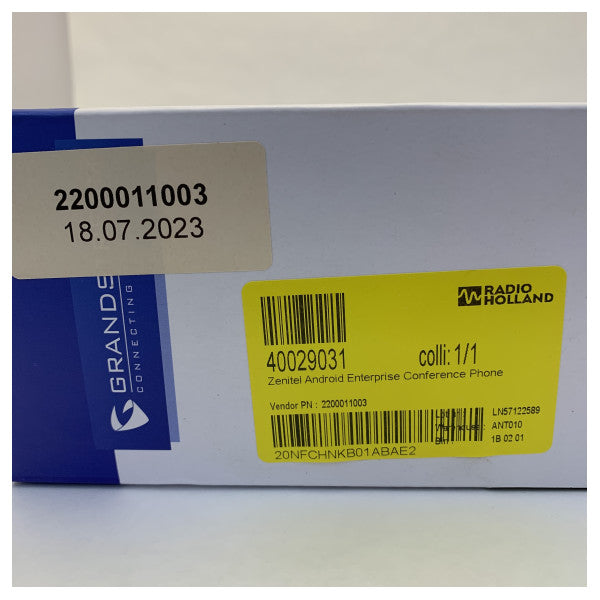 2200011003
18.07.2023
GRANDS
CONNECTING
RADIO
HOLLAND
40029031 colli: 1/1
Zenitel Android Enterprise Conference Phone
Vendor PN : 2200011003
LN57122589
ANT010
1B 02 01
20NFCHNKB01ABAE2